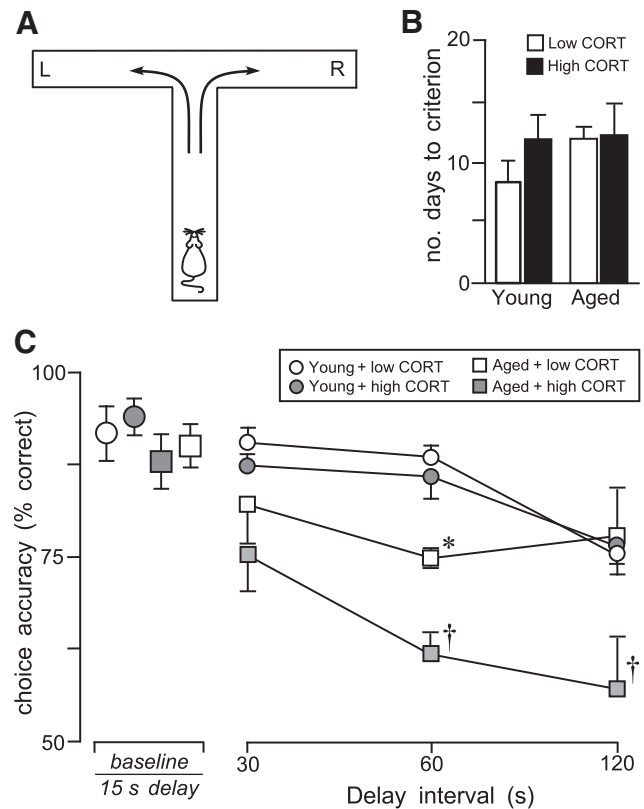 A
L
R
B
20
10
0
no. days to criterion
Low CORT
High CORT
Young
Aged
C
Young + low CORT
Young + high CORT
Aged + low CORT
Aged + high CORT
100
75
50
choice accuracy (% correct)
*
†
†
baseline
15 s delay
30
60
120
Delay interval (s)